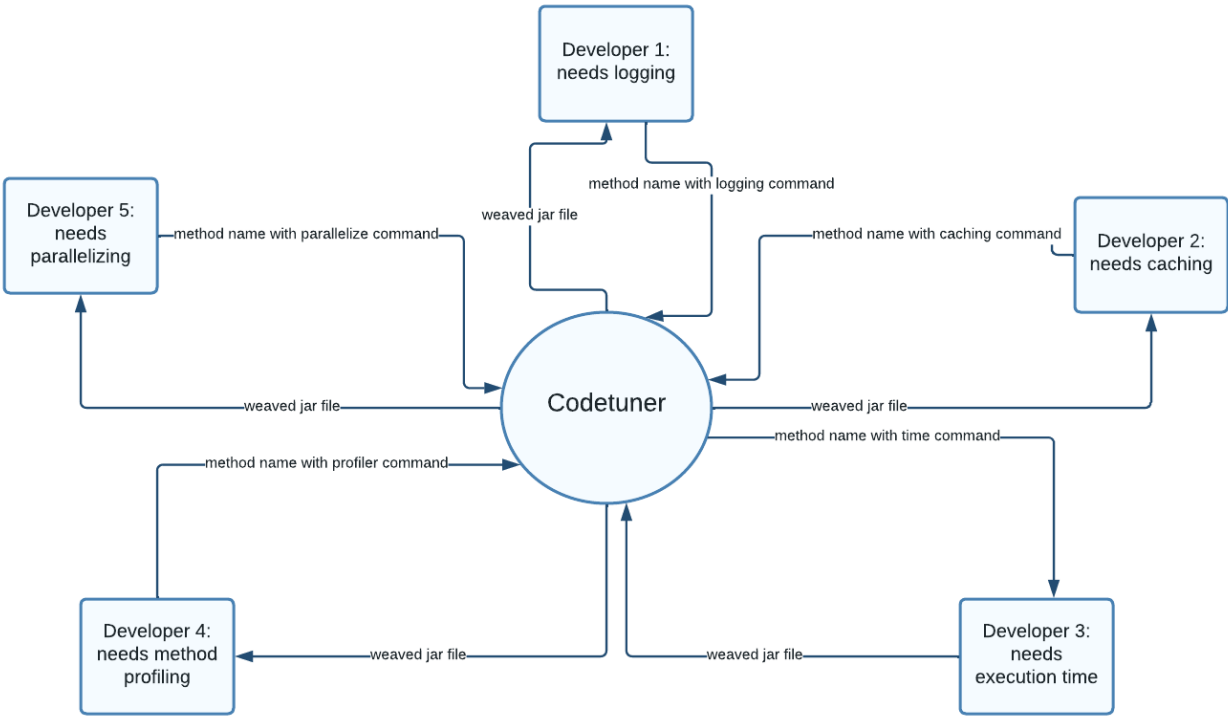 Developer 1:
needs logging
method name with logging command
weaved jar file
Developer 5:
needs
parallelizing
method name with parallelize command
method name with caching command
Developer 2:
needs caching
Codetuner
weaved jar file
weaved jar file
method name with time command
method name with profiler command
Developer 4:
needs method
profiling
weaved jar file
weaved jar file
Developer 3:
needs
execution time